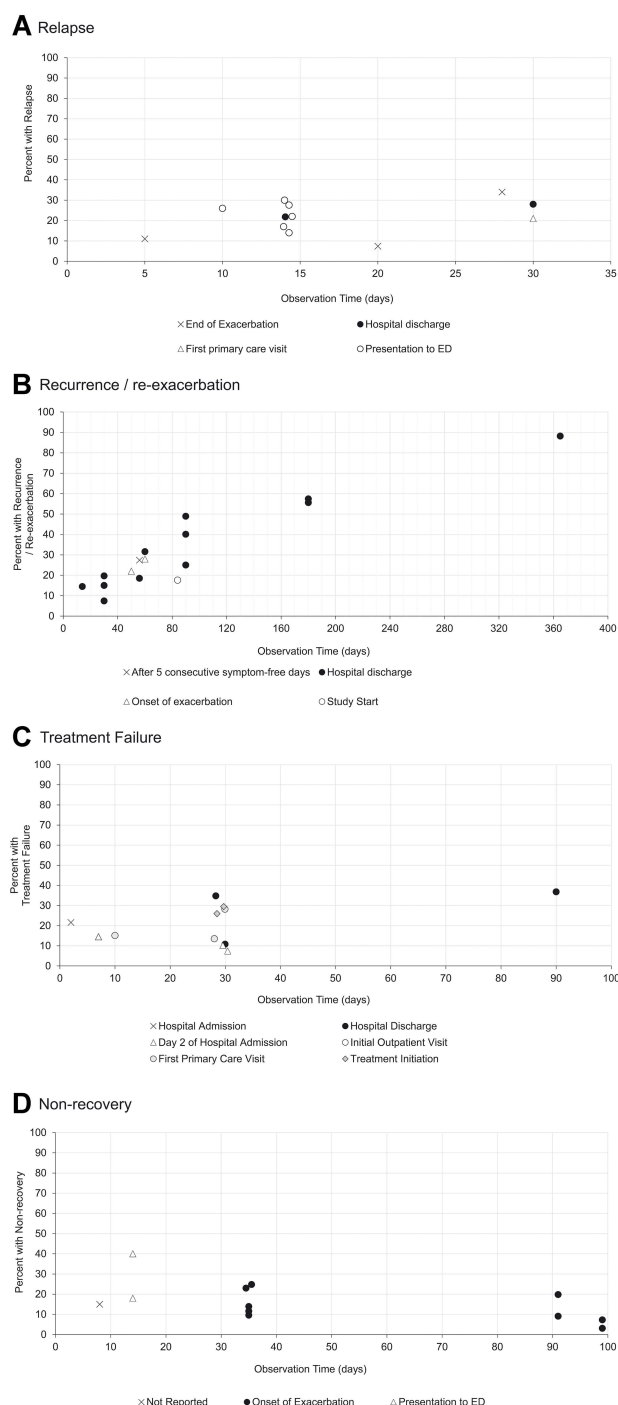 A Relapse
Percent with Relapse
100
90
80
70
60
50
40
30
20
10
0
0 5 10 15 20 25 30 35
Observation Time (days)
×End of Exacerbation ●Hospital discharge
△First primary care visit ○Presentation to ED
B Recurrence / re-exacerbation
Percent with Recurrence
/ Re-exacerbation
100
90
80
70
60
50
40
30
20
10
0
0 40 80 120 160 200 240 280 320 360 400
Observation Time (days)
×After 5 consecutive symptom-free days ●Hospital discharge
△Onset of exacerbation ○Study Start
C Treatment Failure
Percent with
Treatment Failure
100
90
80
70
60
50
40
30
20
10
0
0 10 20 30 40 50 60 70 80 90 100
Observation Time (days)
×Hospital Admission ●Hospital Discharge
△Day 2 of Hospital Admission ○Initial Outpatient Visit
○First Primary Care Visit ◇Treatment Initiation
D Non-recovery
Percent with Non-recovery
100
90
80
70
60
50
40
30
20
10
0
0 10 20 30 40 50 60 70 80 90 100
Observation Time (days)
×Not Reported ●Onset of Exacerbation △Presentation to ED